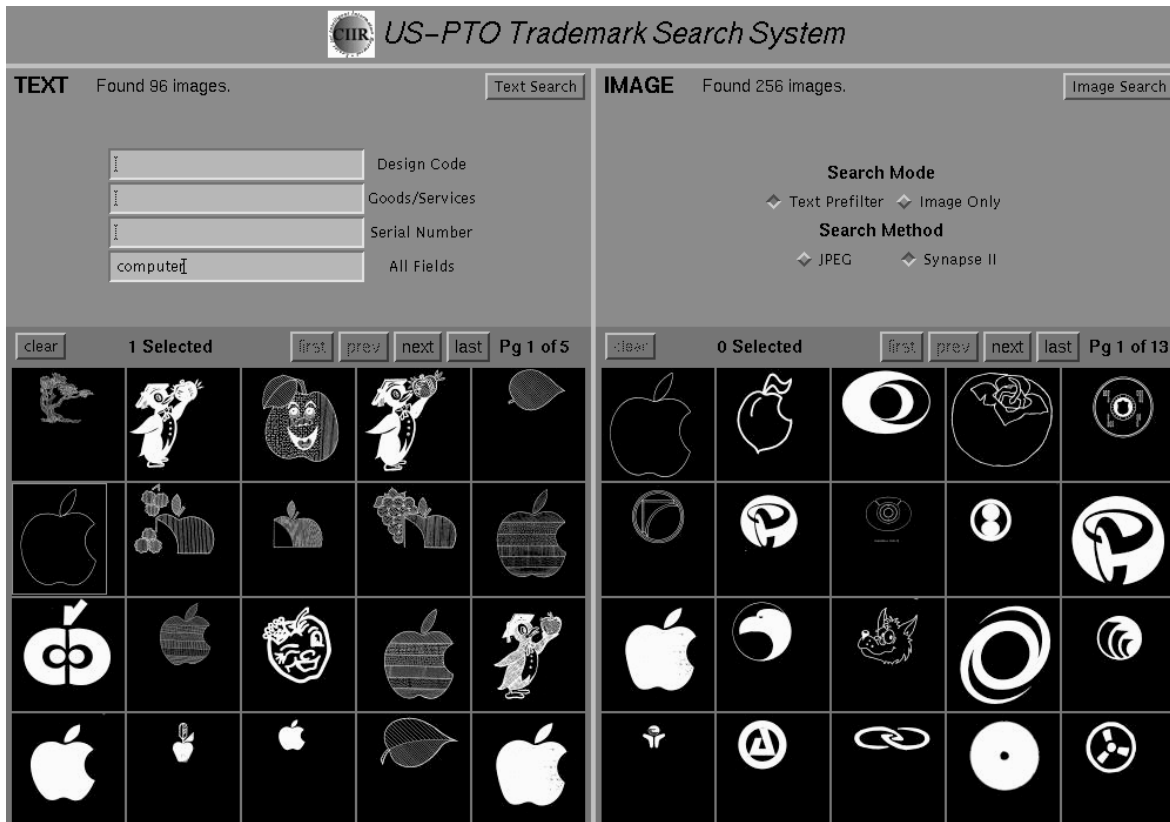 CIIR US-PTO Trademark Search System
TEXT Found 96 images. Text Search
Design Code
Goods/Services
Serial Number
computer All Fields
clear 1 Selected first prev next last Pg 1 of 5
IMAGE Found 256 images. Image Search
Search Mode
Text Prefilter Image Only
Search Method
JPEG Synapse II
clear 0 Selected first prev next last Pg 1 of 13